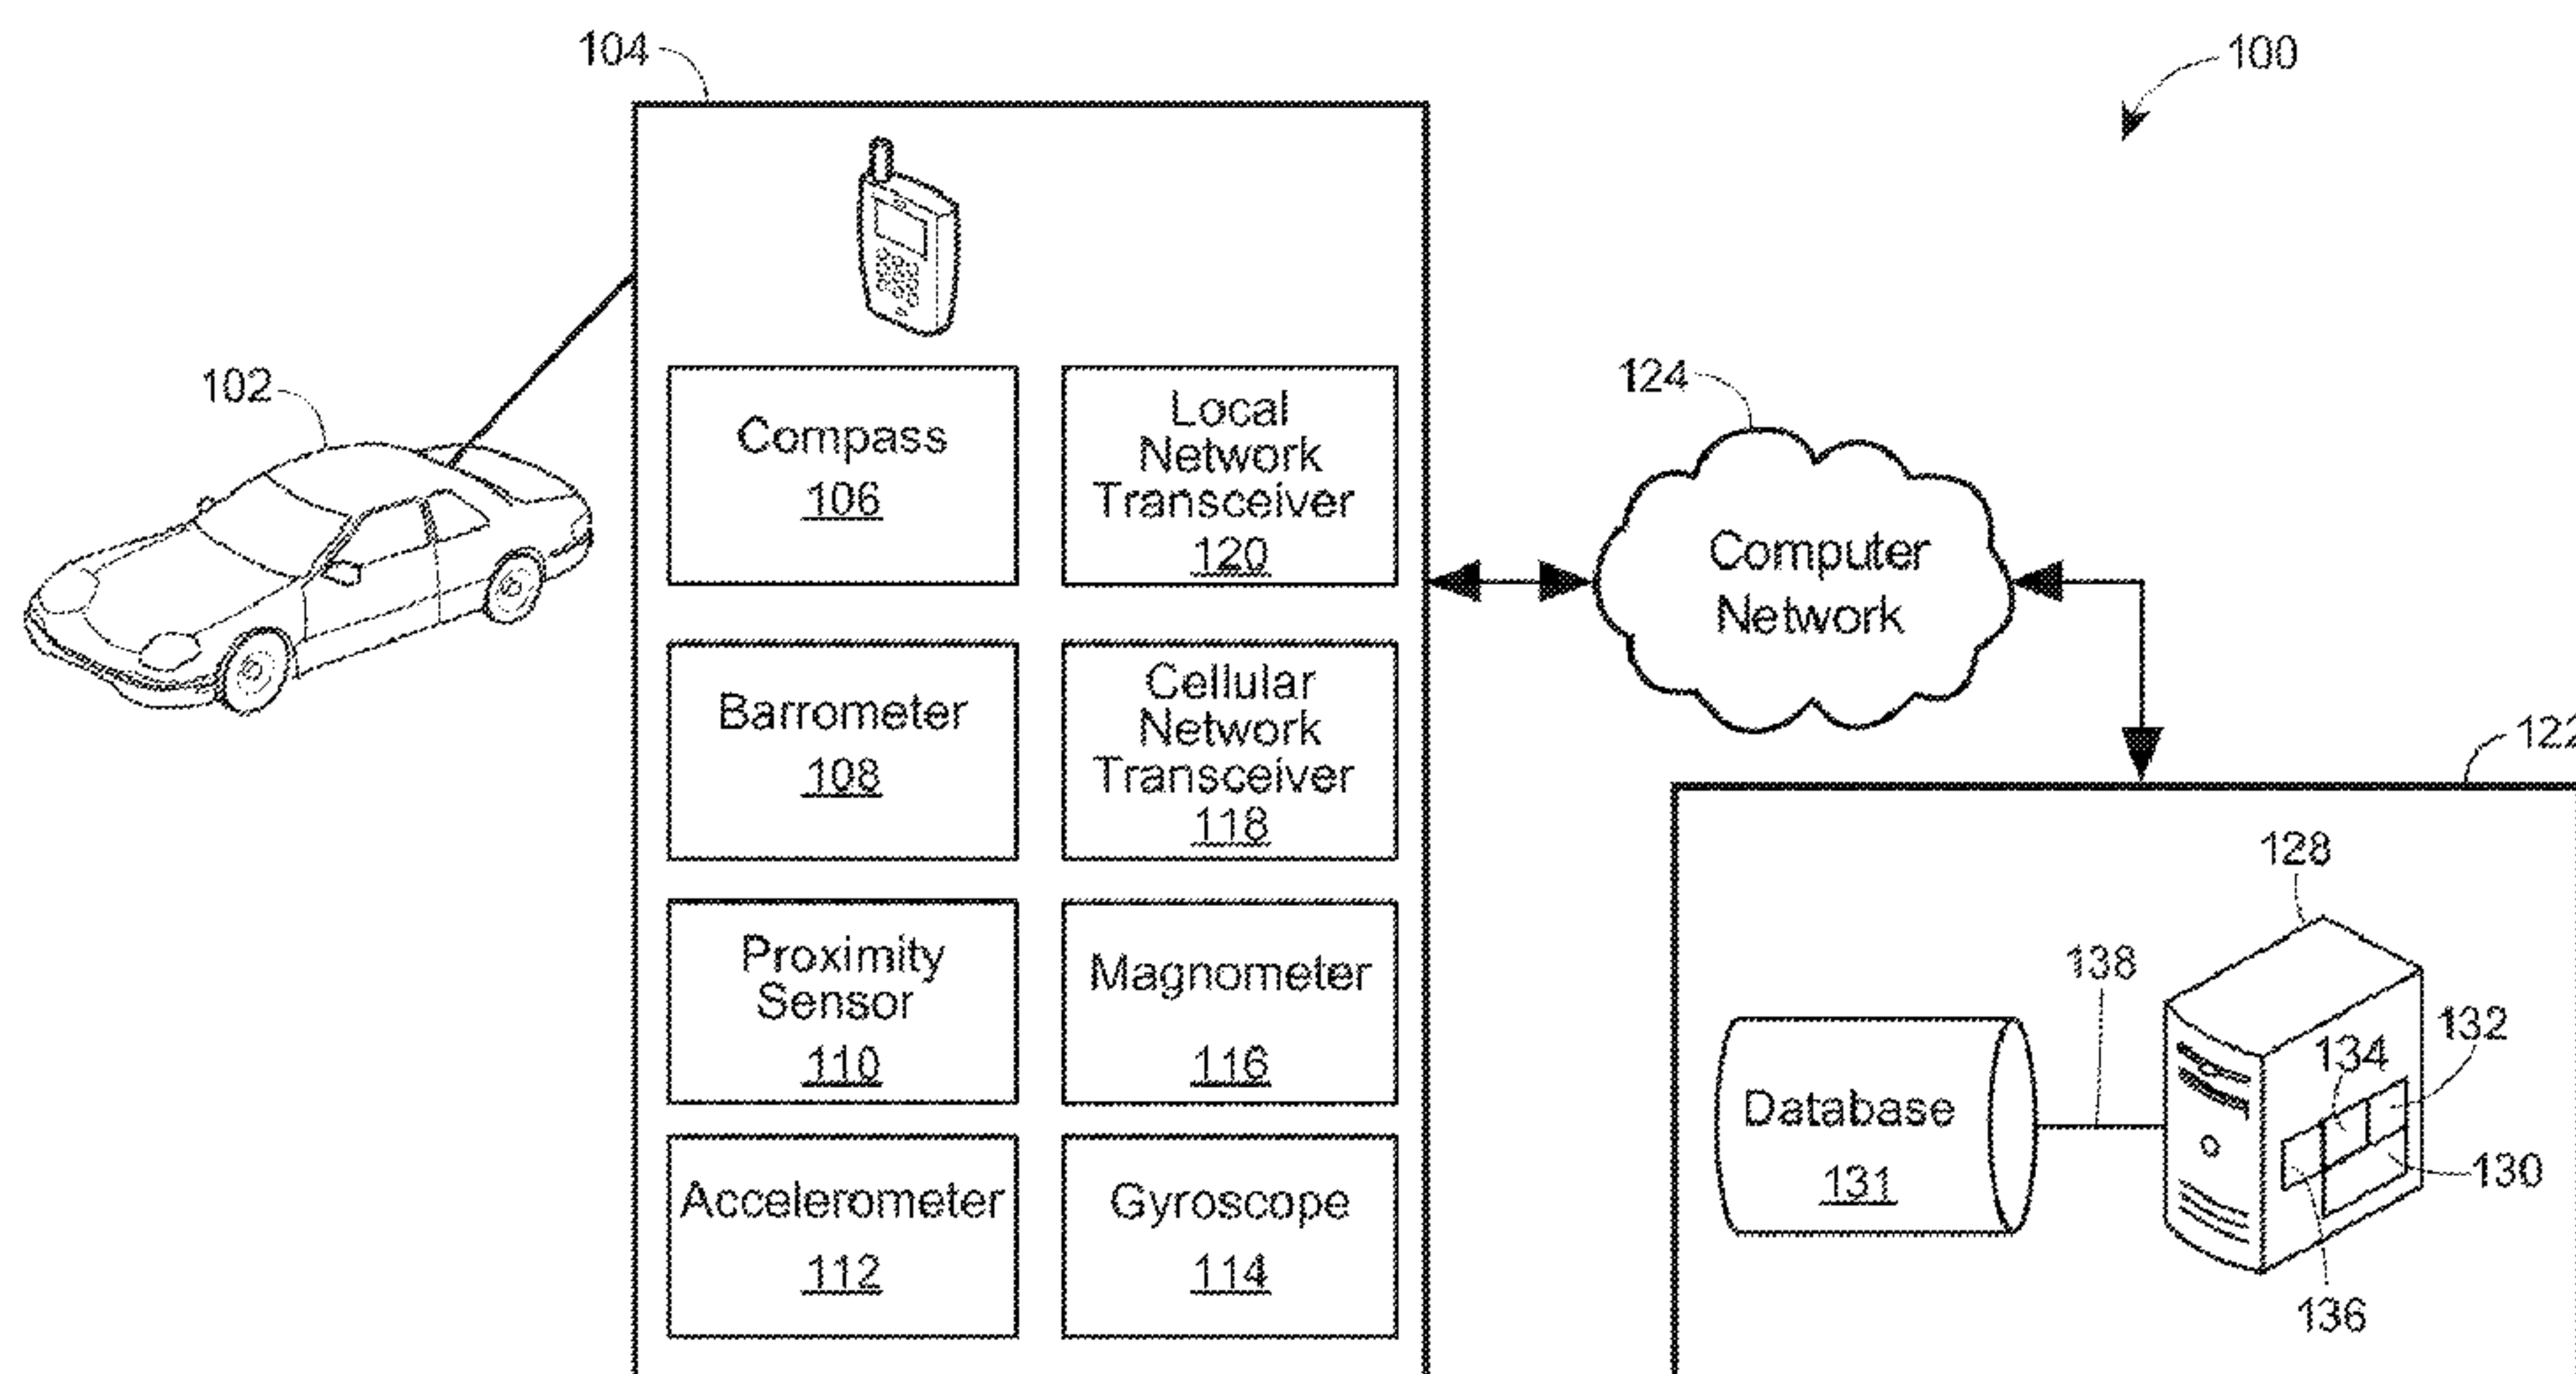 104
100
102
Compass
106
Local
Network
Transceiver
120
124
Computer
Network
Barrometer
108
Cellular
Network
Transceiver
118
122
128
Proximity
Sensor
110
Magnometer
116
138
132
134
Database
131
130
136
Accelerometer
112
Gyroscope
114